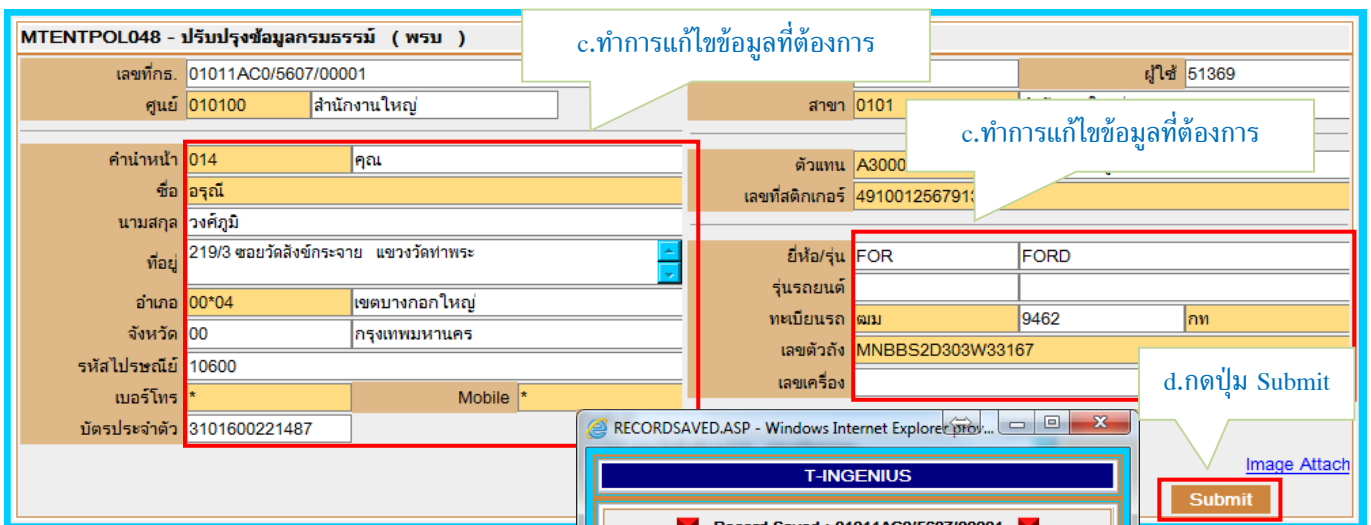 MTENTPOL048 - ปรับปรุงข้อมูลกรมธรรม์ ( พรบ )
c.ทำการแก้ไขข้อมูลที่ต้องการ
เลขที่กธ. 01011AC0/5607/00001 ผู้ใช้ 51369
ศูนย์ 010100 สำนักงานใหญ่ สาขา 0101
c.ทำการแก้ไขข้อมูลที่ต้องการ
คำนำหน้า 014 คุณ ตัวแทน A3000
ชื่อ อรุณี เลขที่สติกเกอร์ 491001256791
นามสกุล วงศ์ภูมิ
ที่อยู่ 219/3 ซอยวัดสังข์กระจาย แขวงวัดท่าพระ ยี่ห้อ/รุ่น FOR FORD
รุ่นรถยนต์
อำเภอ 00*04 เขตบางกอกใหญ่ ทะเบียนรถ ฌม 9462 กท
จังหวัด 00 กรุงเทพมหานคร เลขตัวถัง MNBBS2D303W33167
รหัสไปรษณีย์ 10600 เลขเครื่อง
d.กดปุ่ม Submit
เบอร์โทร * Mobile *
บัตรประจำตัว 3101600221487
RECORDSAVED.ASP - Windows Internet Explorer prov...
T-INGENIUS
Image Attach
Submit
Record Saved : 01011AC0/5607/00001